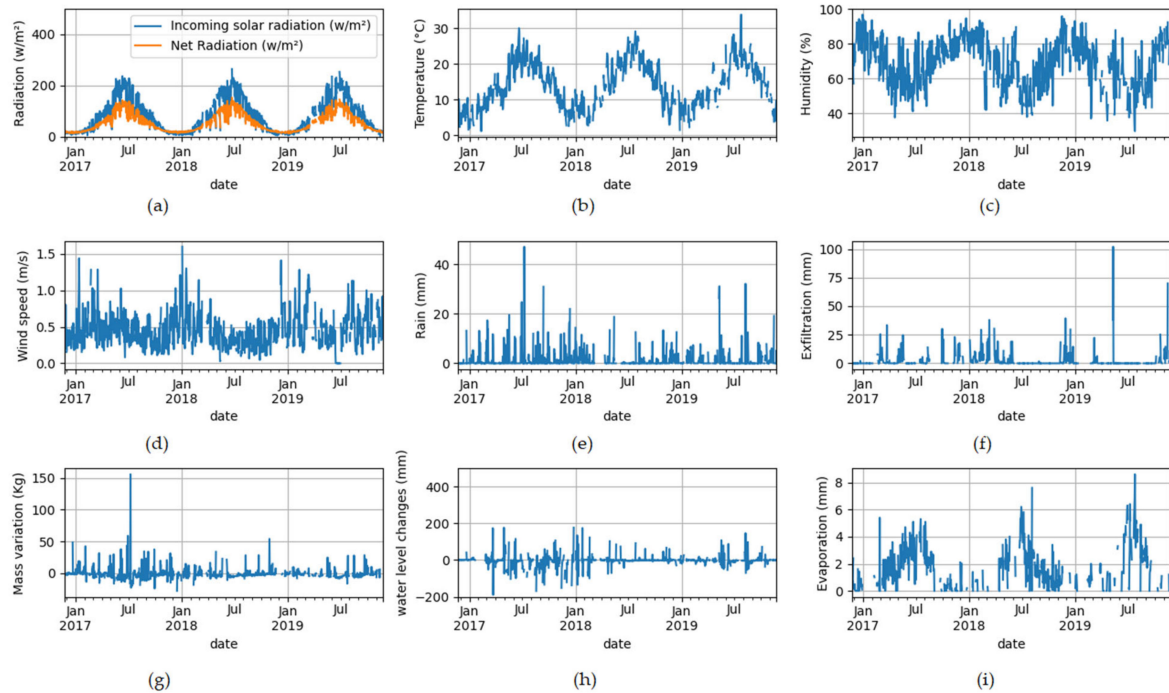 400
200
0
Radiation (w/m²)
Incoming solar radiation (w/m²)
Net Radiation (w/m²)
Jan Jul Jan Jul Jan Jul
2017 2018 2019
date
(a)
30
20
10
0
Temperature (°C)
Jan Jul Jan Jul Jan Jul
2017 2018 2019
date
(b)
100
80
60
40
Humidity (%)
Jan Jul Jan Jul Jan Jul
2017 2018 2019
date
(c)
1.5
1.0
0.5
0.0
Wind speed (m/s)
Jan Jul Jan Jul Jan Jul
2017 2018 2019
date
(d)
40
20
0
Rain (mm)
Jan Jul Jan Jul Jan Jul
2017 2018 2019
date
(e)
100
75
50
25
0
Exfiltration (mm)
Jan Jul Jan Jul Jan Jul
2017 2018 2019
date
(f)
150
100
50
0
Mass variation (Kg)
Jan Jul Jan Jul Jan Jul
2017 2018 2019
date
(g)
400
200
0
−200
water level changes (mm)
Jan Jul Jan Jul Jan Jul
2017 2018 2019
date
(h)
8
6
4
2
0
Evaporation (mm)
Jan Jul Jan Jul Jan Jul
2017 2018 2019
date
(i)